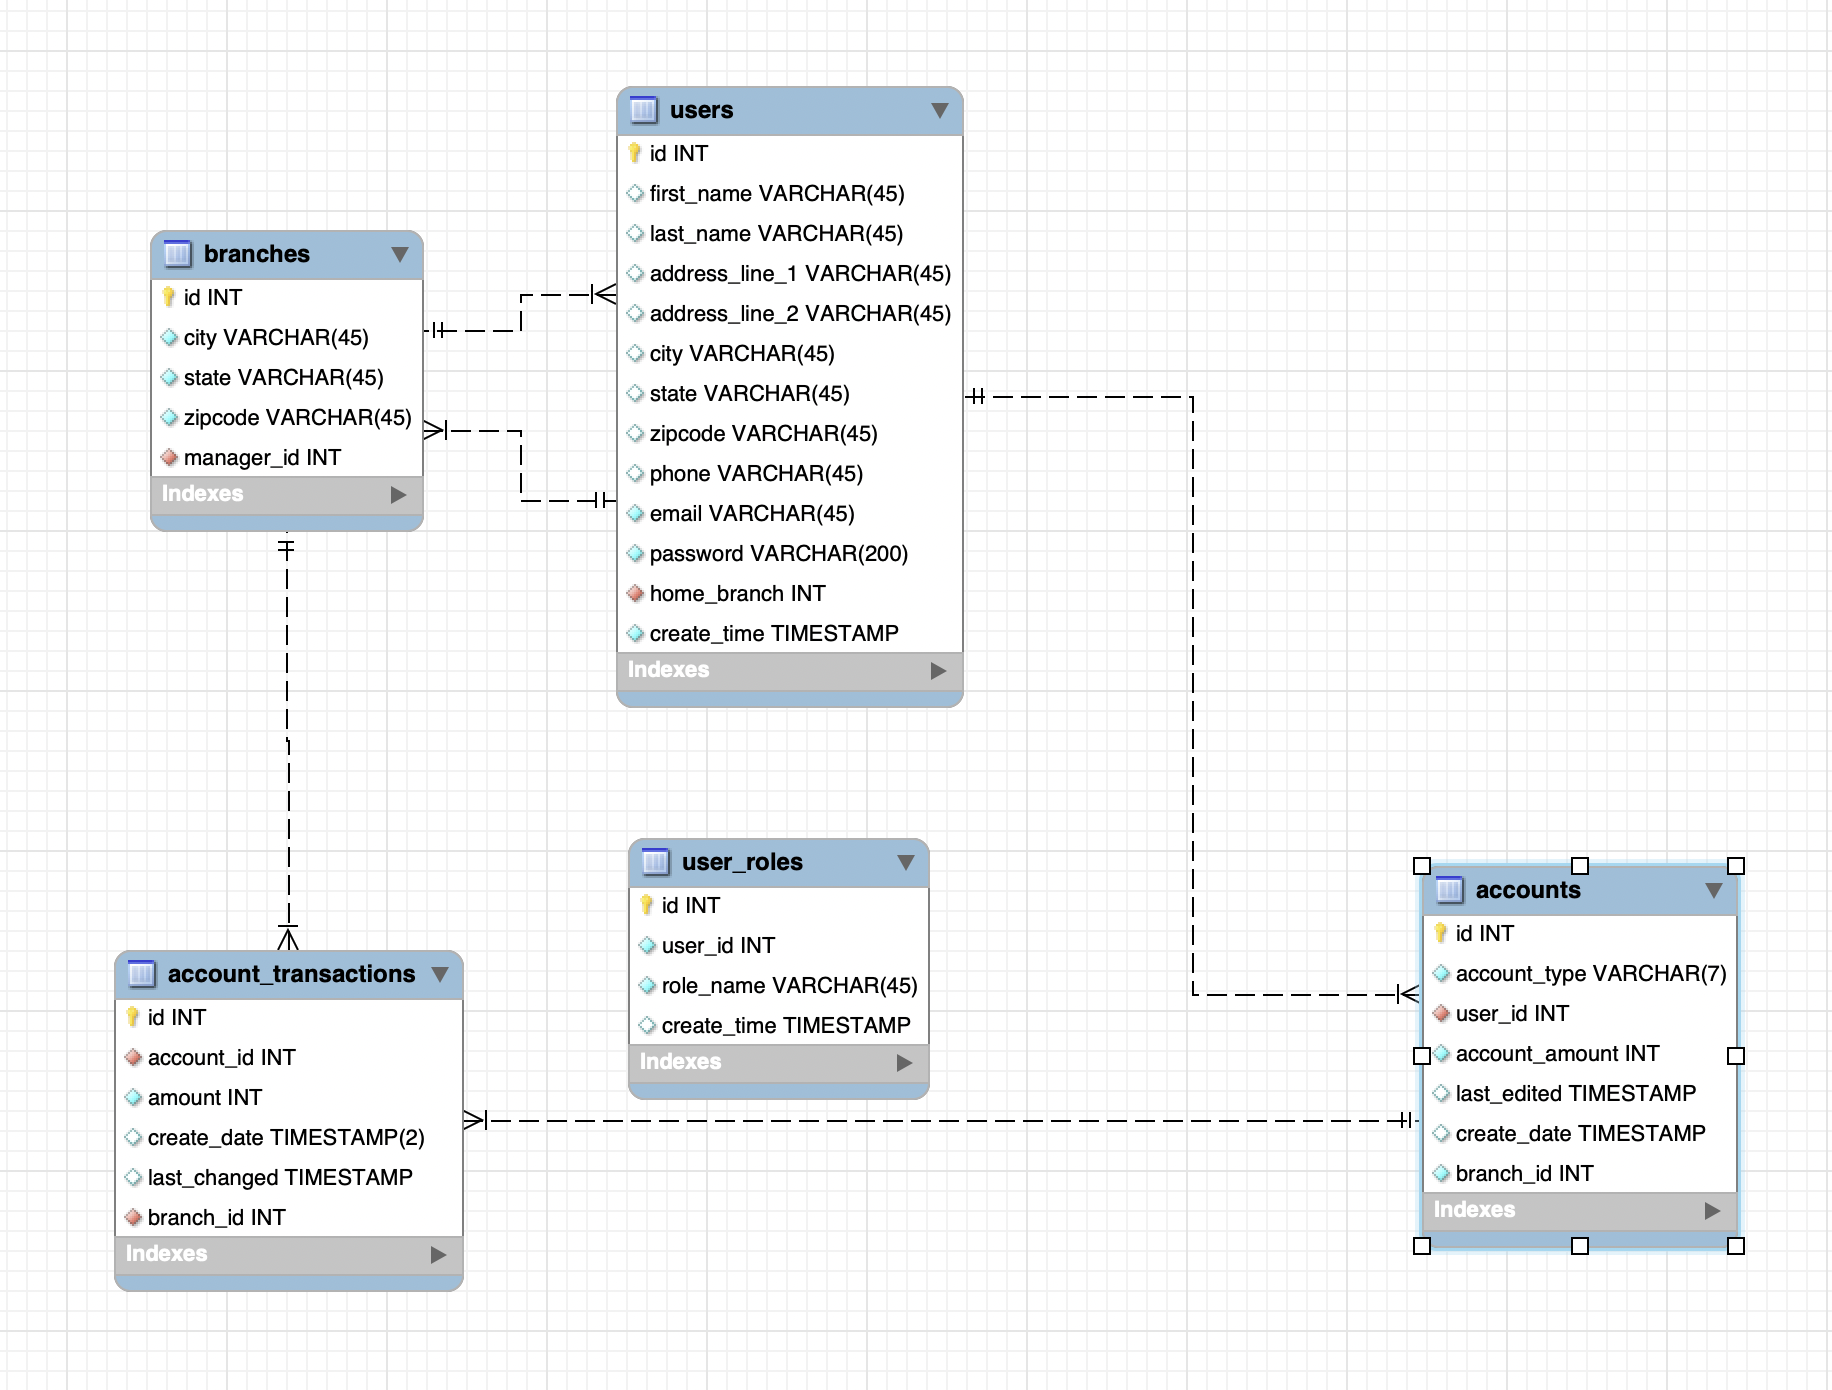 users
id INT
first_name VARCHAR(45)
last_name VARCHAR(45)
address_line_1 VARCHAR(45)
address_line_2 VARCHAR(45)
city VARCHAR(45)
state VARCHAR(45)
zipcode VARCHAR(45)
phone VARCHAR(45)
email VARCHAR(45)
password VARCHAR(200)
home_branch INT
create_time TIMESTAMP
Indexes
branches
id INT
city VARCHAR(45)
state VARCHAR(45)
zipcode VARCHAR(45)
manager_id INT
Indexes
user_roles
id INT
user_id INT
role_name VARCHAR(45)
create_time TIMESTAMP
Indexes
accounts
id INT
account_type VARCHAR(7)
user_id INT
account_amount INT
last_edited TIMESTAMP
create_date TIMESTAMP
branch_id INT
Indexes
account_transactions
id INT
account_id INT
amount INT
create_date TIMESTAMP(2)
last_changed TIMESTAMP
branch_id INT
Indexes